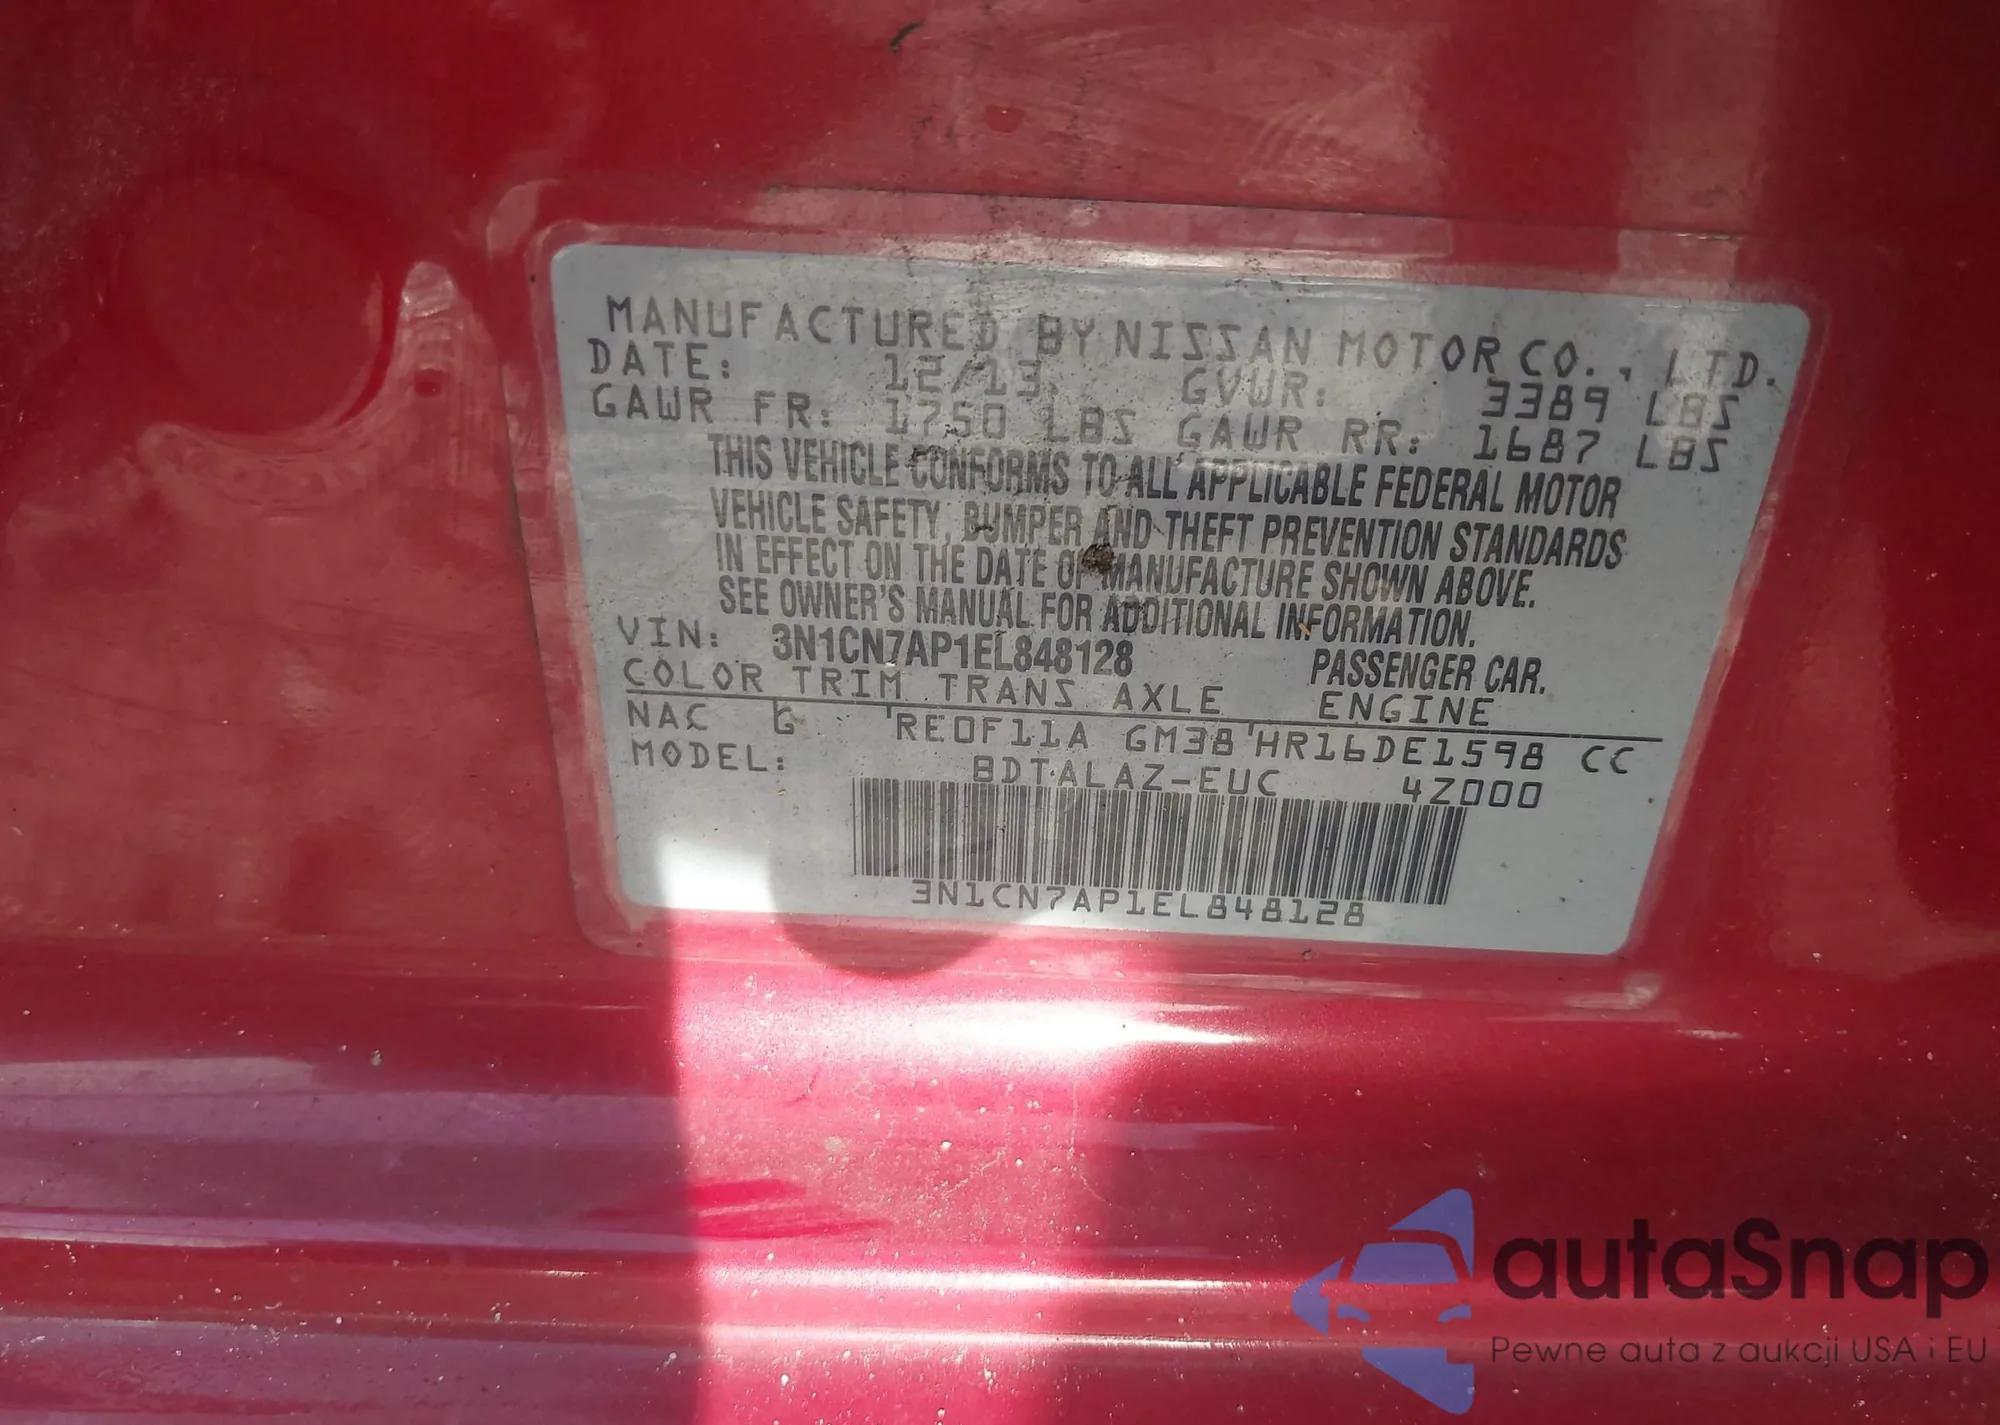 MANUFACTURED BY NISSAN MOTOR CO., LTD.
DATE: 12/13 GVWR: 3389 LBS
GAWR FR: 1750 LBS GAWR RR: 1687 LBS
THIS VEHICLE CONFORMS TO ALL APPLICABLE FEDERAL MOTOR
VEHICLE SAFETY, BUMPER AND THEFT PREVENTION STANDARDS
IN EFFECT ON THE DATE OF MANUFACTURE SHOWN ABOVE.
SEE OWNER'S MANUAL FOR ADDITIONAL INFORMATION.
VIN: 3N1CN7AP1EL848128 PASSENGER CAR.
COLOR TRIM TRANS AXLE ENGINE
NAC G RE0F11A GM38 HR16DE1598 CC
MODEL: BDTALAZ-EUC 4Z000
3N1CN7AP1EL848128
autaSnap
Pewne auta z aukcji USA i EU